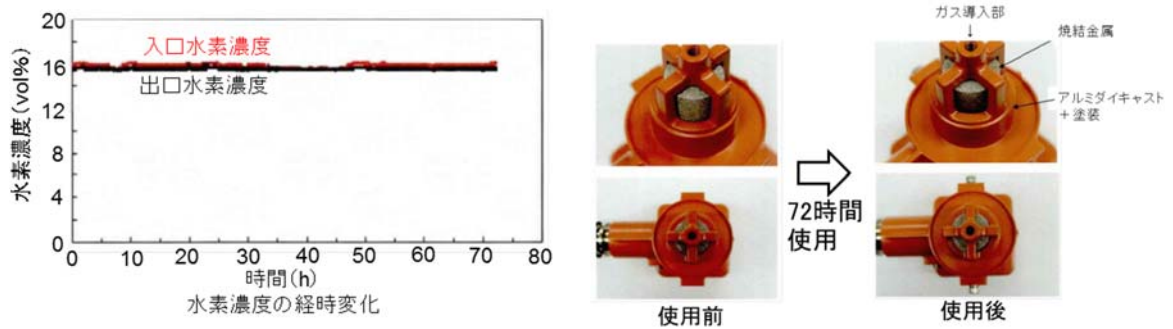 20
16
12
8
4
0
水素濃度(vol%)
入口水素濃度
出口水素濃度
0 10 20 30 40 50 60 70 80
時間(h)
水素濃度の経時変化
使用前
72時間
使用
ガス導入部
焼結金属
アルミダイキャスト
+塗装
使用後